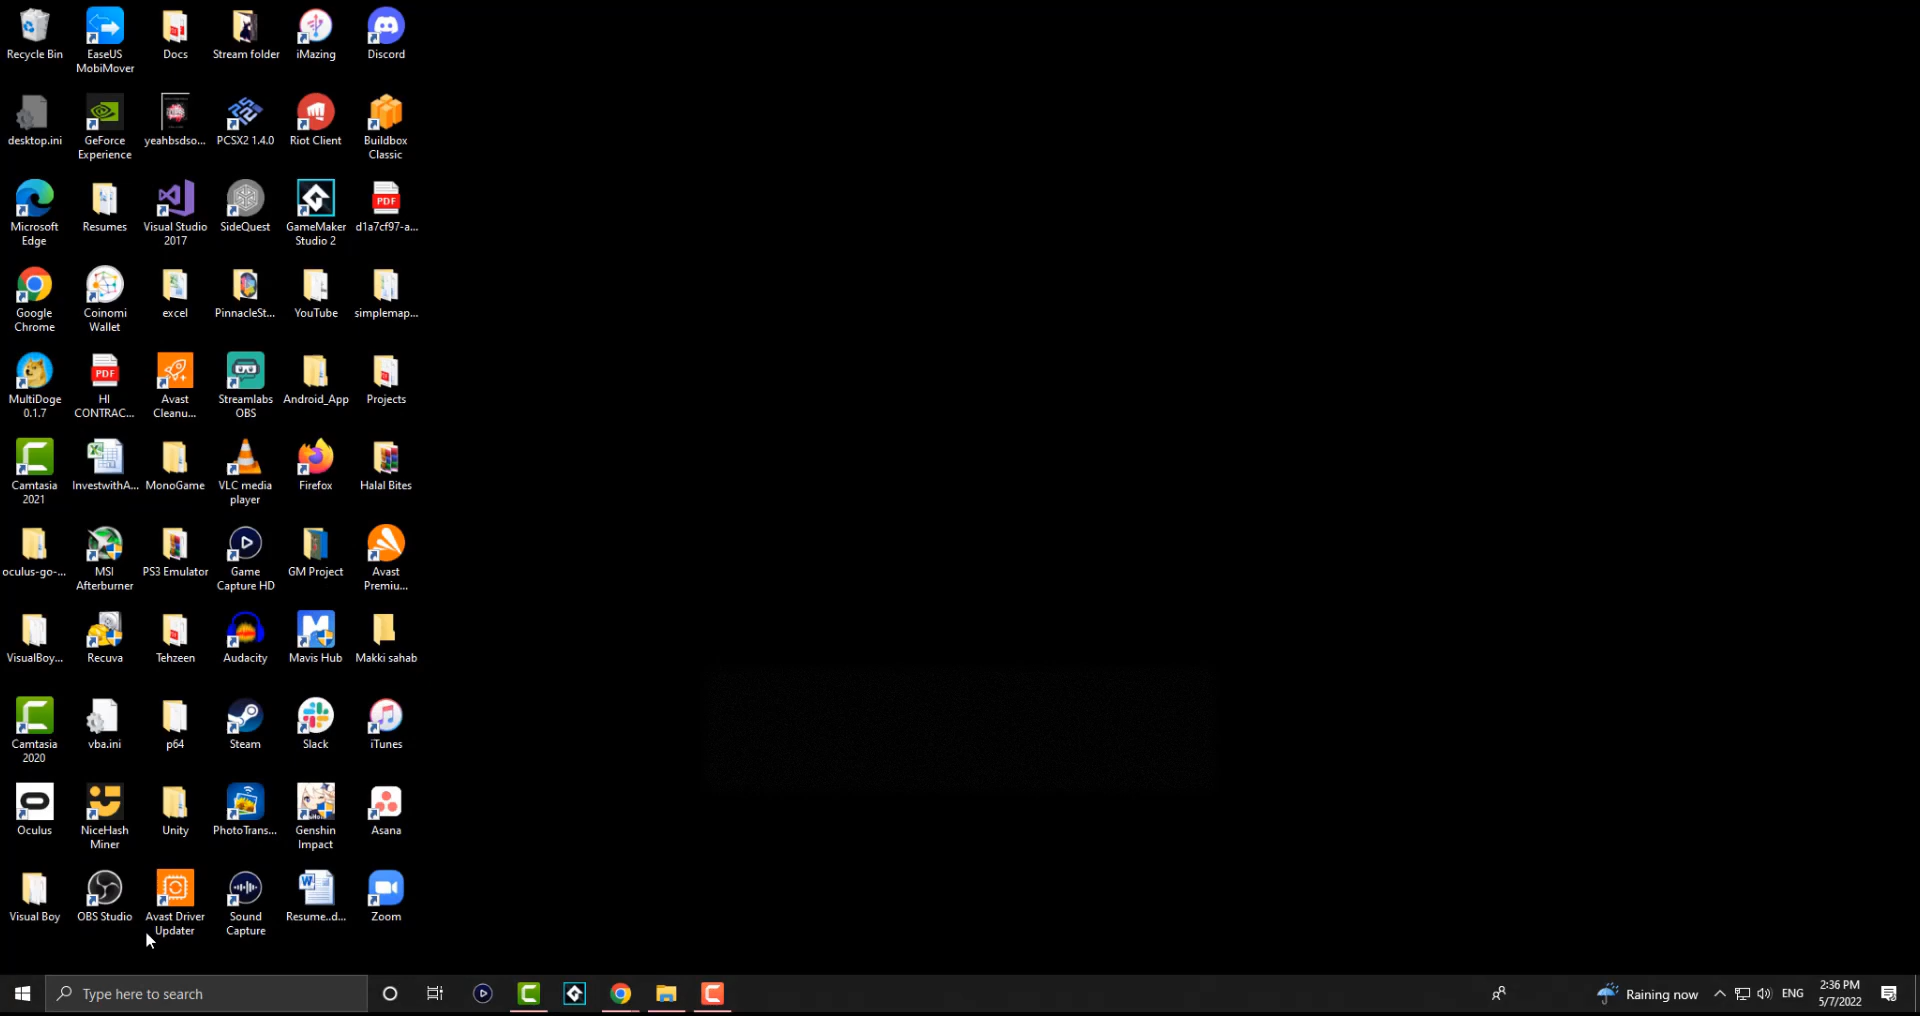 Recycle Bin
EaseUS
MobiMover
Docs
Stream folder
iMazing
Discord
desktop.ini
GeForce
Experience
yeahbsdso...
PCSX2 1.4.0
Riot Client
Buildbox
Classic
Microsoft
Edge
Resumes
Visual Studio
2017
SideQuest
GameMaker
Studio 2
PDF
d1a7cf97-a...
Google
Chrome
Coinomi
Wallet
excel
PinnacleSt...
YouTube
simplemap...
MultiDoge
0.1.7
PDF
HI
CONTRAC...
Avast
Cleanu...
Streamlabs
OBS
Android_App
Projects
Camtasia
2021
InvestwithA...
MonoGame
VLC media
player
Firefox
Halal Bites
oculus-go-...
MSI
Afterburner
PS3 Emulator
Game
Capture HD
GM Project
Avast
Premiu...
VisualBoy...
Recuva
Tehzeen
Audacity
Mavis Hub
Makki sahab
Camtasia
2020
vba.ini
p64
Steam
Slack
iTunes
Oculus
NiceHash
Miner
Unity
PhotoTrans...
Genshin
Impact
Asana
Visual Boy
OBS Studio
Avast Driver
Updater
Sound
Capture
Resume..d...
Zoom
Type here to search
Raining now
ENG
2:36 PM
5/7/2022